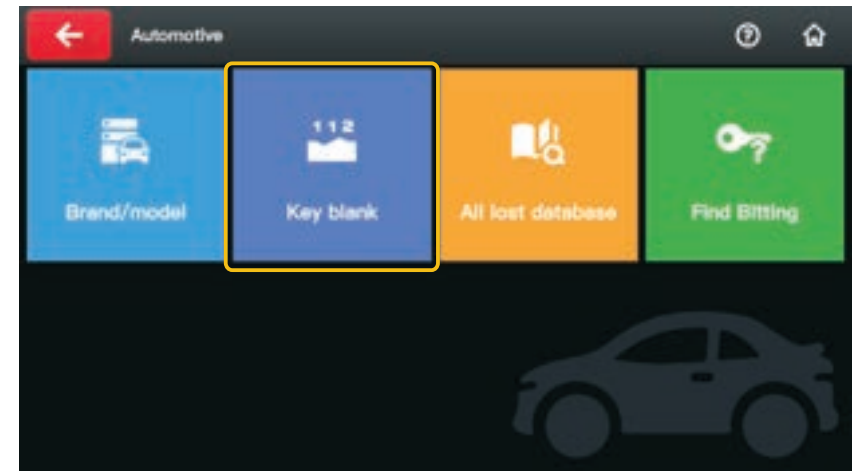 Automotive
112
Brand/model
Key blank
All lost database
Find Bitting